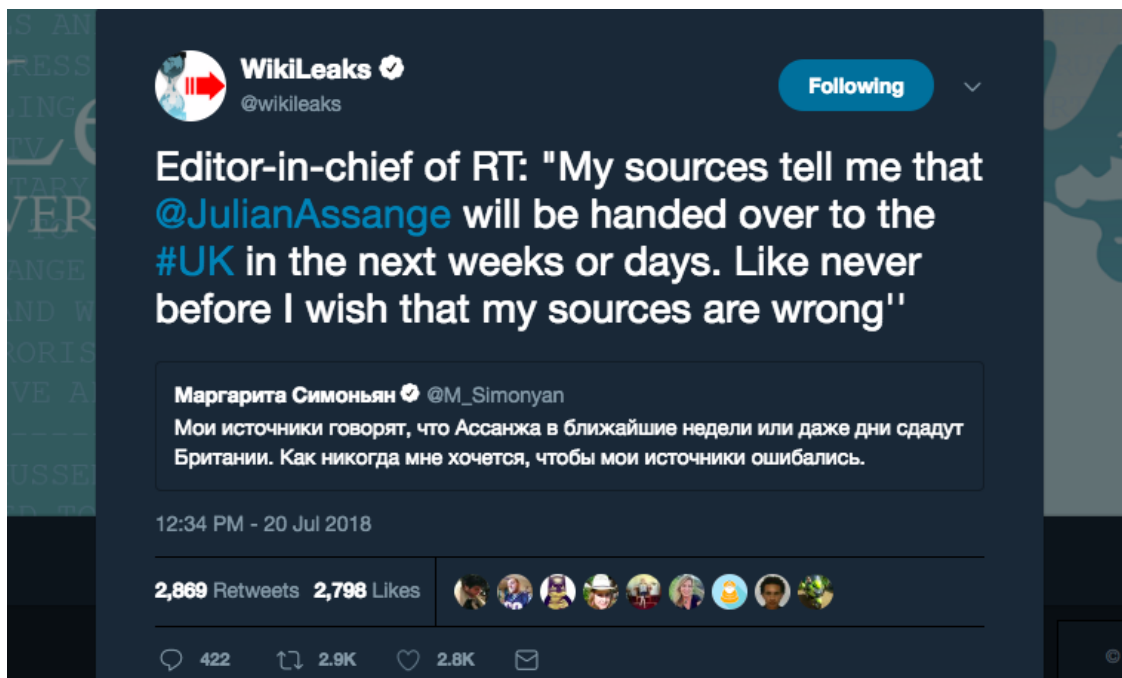 WikiLeaks
@wikileaks
Following
Editor-in-chief of RT: "My sources tell me that
@JulianAssange will be handed over to the
#UK in the next weeks or days. Like never
before I wish that my sources are wrong''
Маргарита Симоньян @M_Simonyan
Мои источники говорят, что Ассанжа в ближайшие недели или даже дни сдадут
Британии. Как никогда мне хочется, чтобы мои источники ошибались.
12:34 PM - 20 Jul 2018
2,869 Retweets 2,798 Likes
422 2.9K 2.8K
©